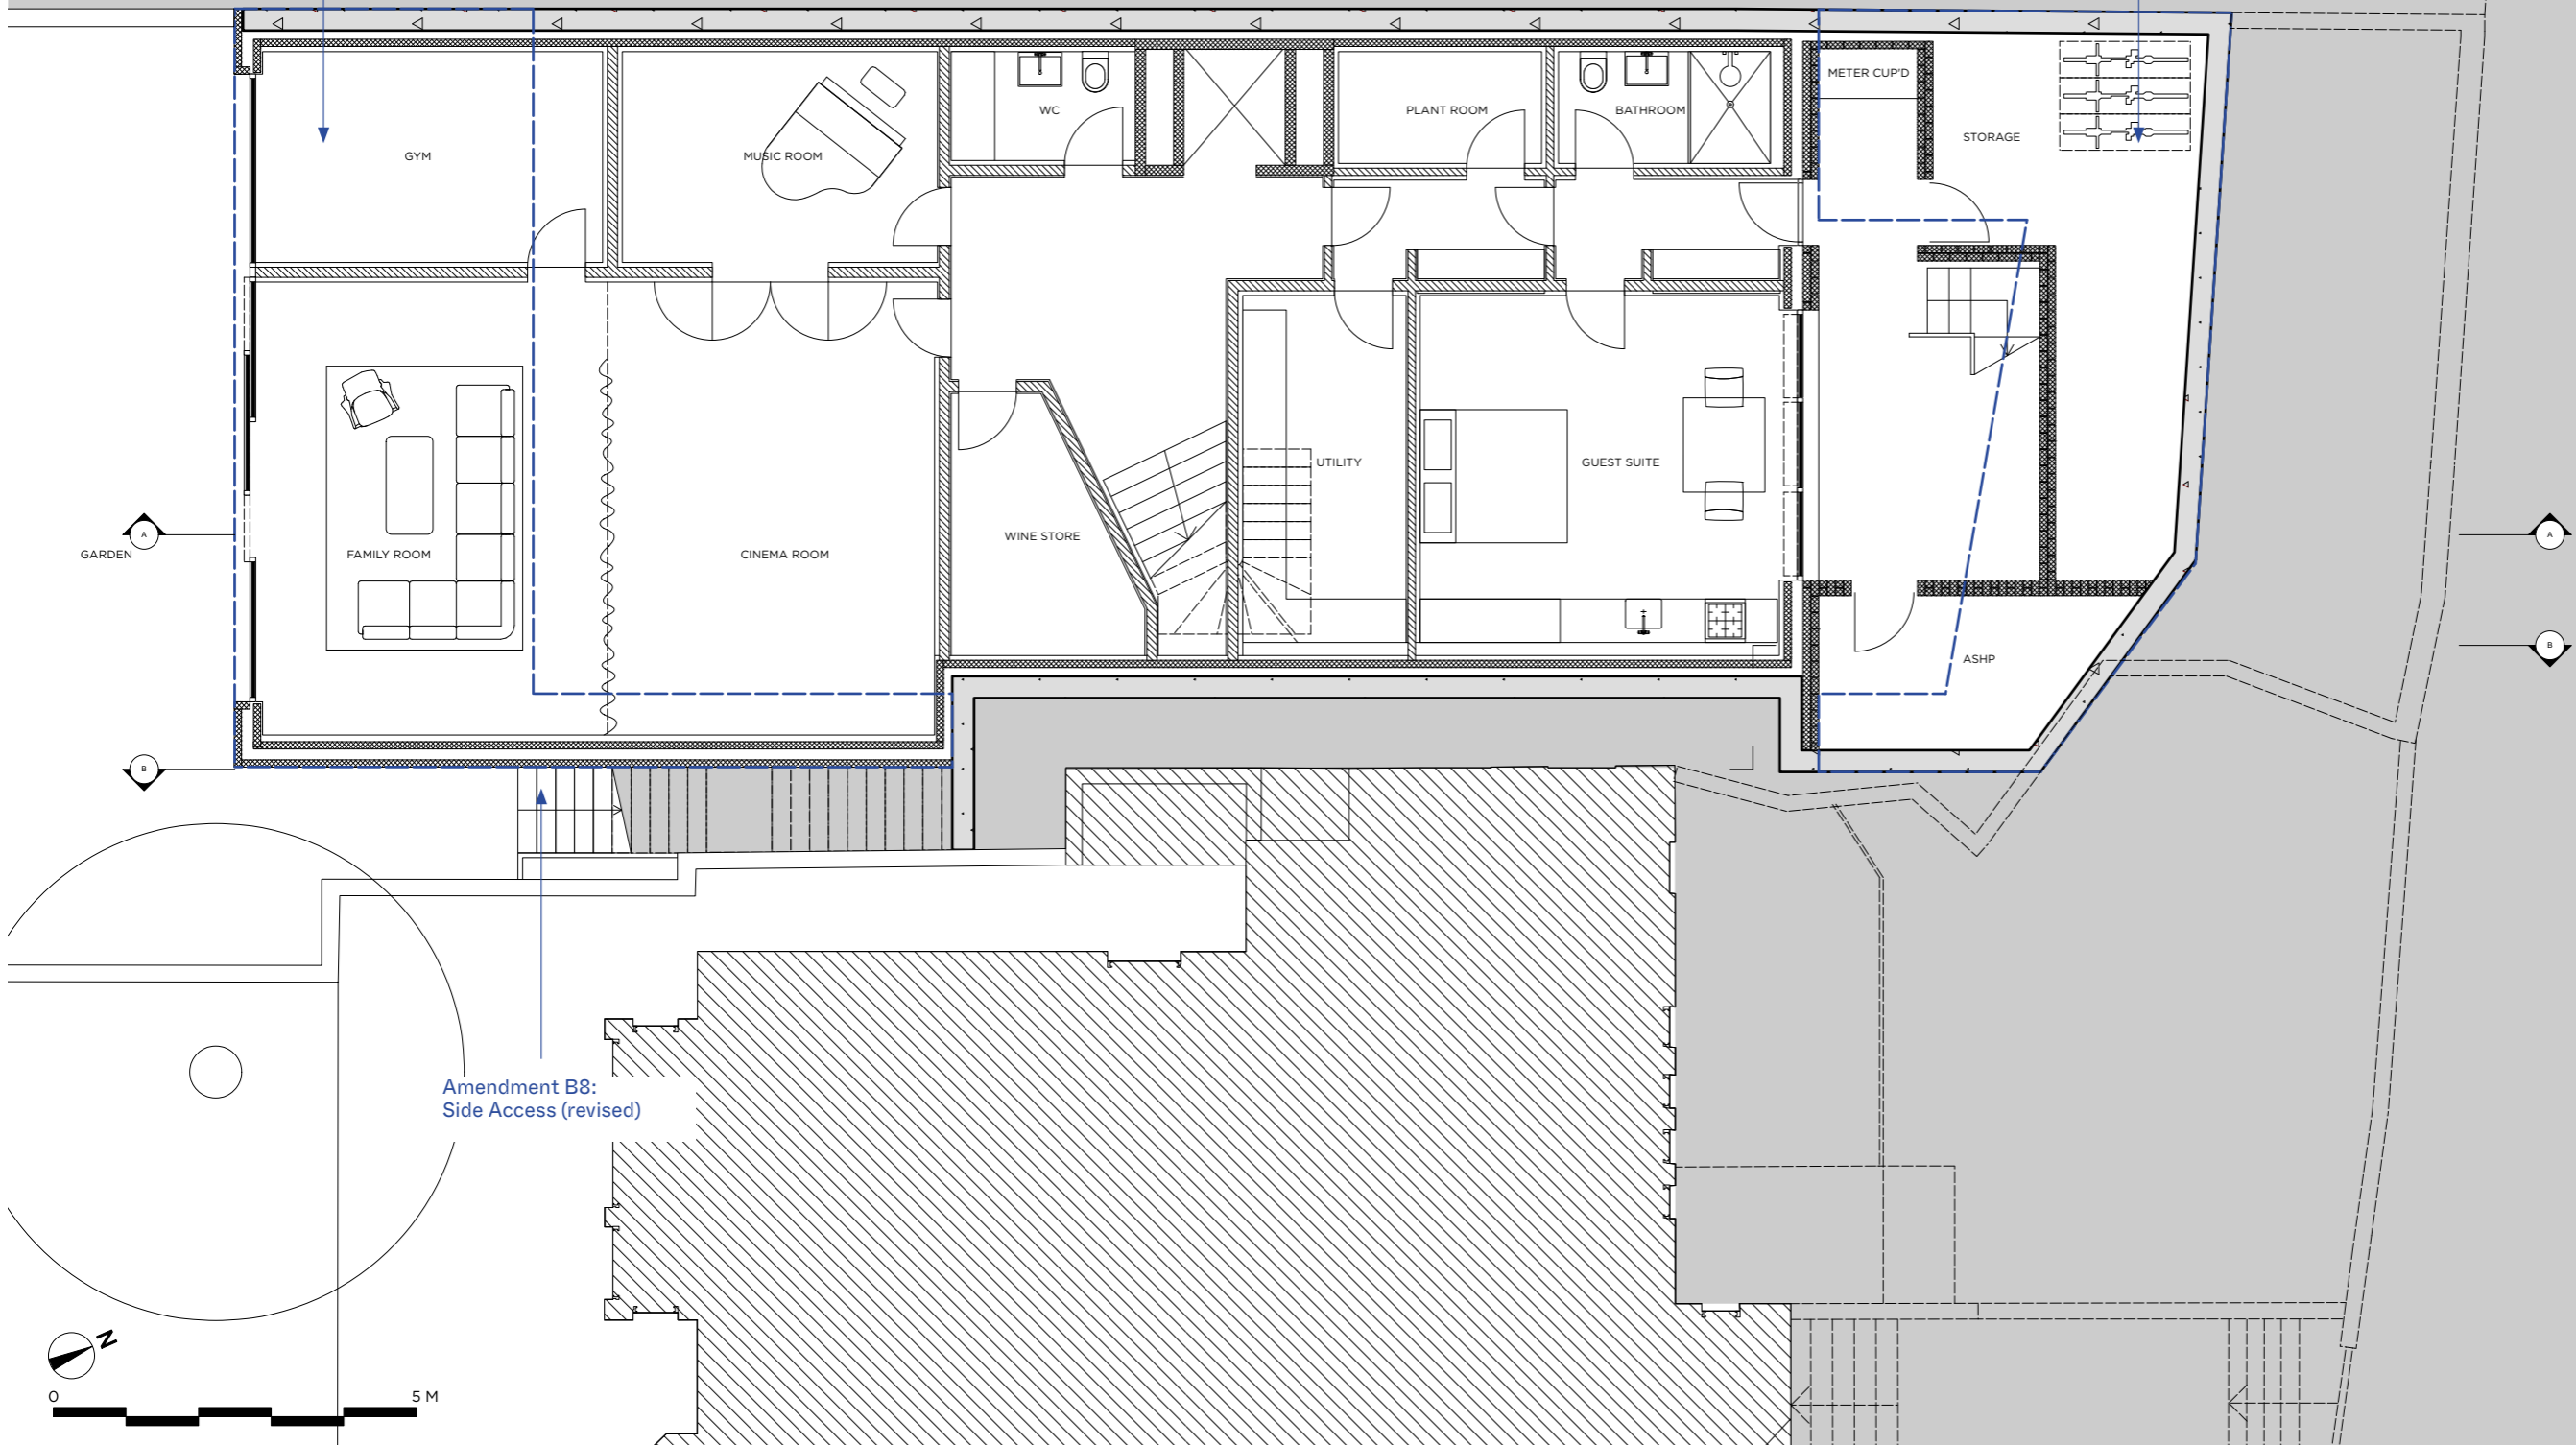 METER CUP'D
WC
PLANT ROOM
BATHROOM
STORAGE
GYM
MUSIC ROOM
UTILITY
GUEST SUITE
A
A
WINE STORE
GARDEN
FAMILY ROOM
CINEMA ROOM
B
ASHP
B
Amendment B8:
Side Access (revised)
N
0
5 M